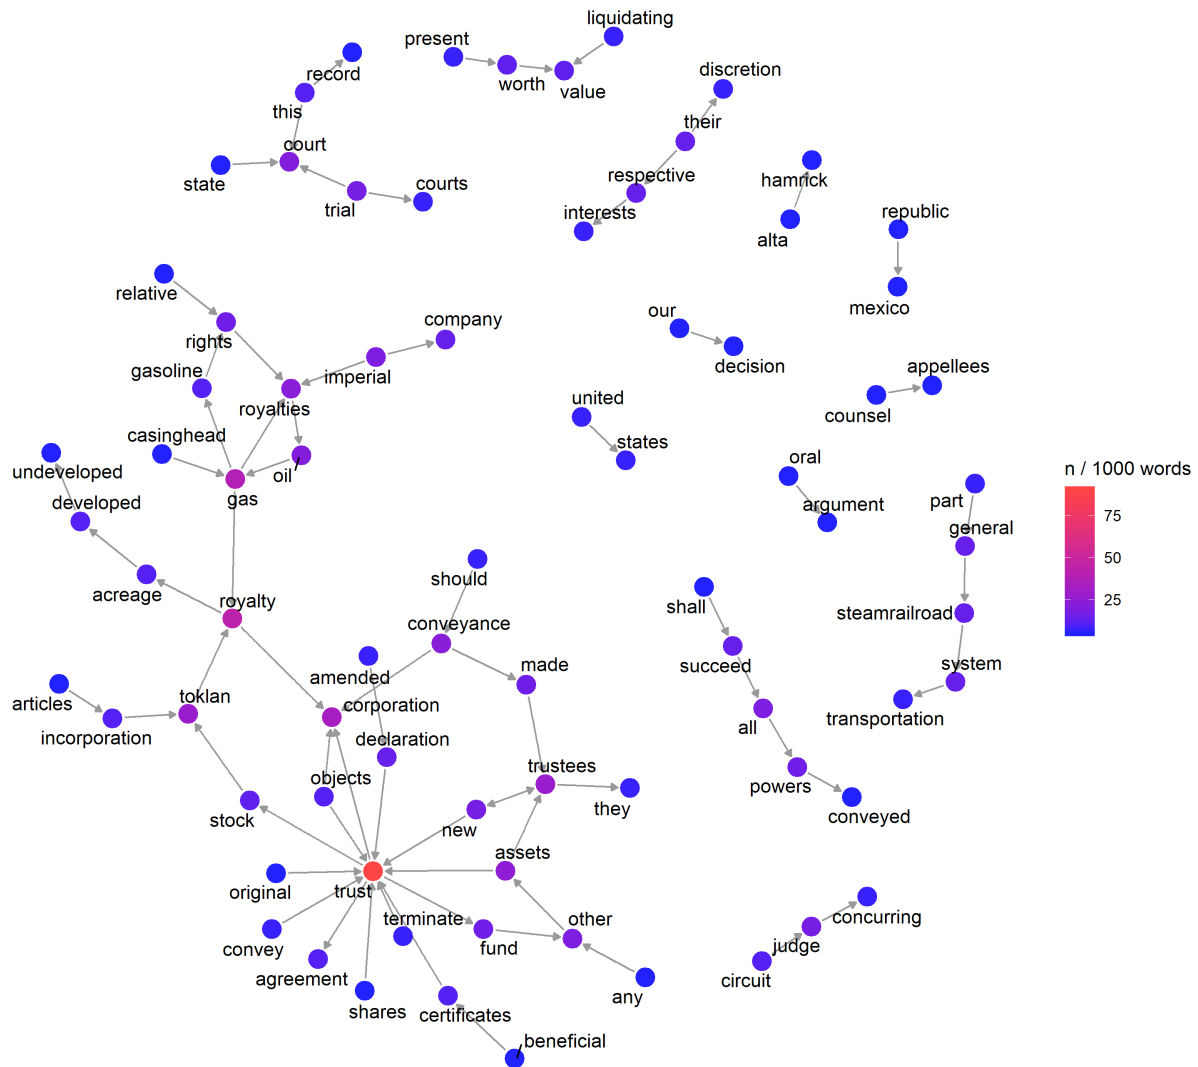 liquidating
present
worth
value
record
discretion
this
their
court
state
trial
courts
respective
hamrick
interests
alta
republic
relative
mexico
our
company
rights
decision
gasoline
imperial
appellees
royalties
counsel
united
casinghead
states
undeveloped
oil
oral
n / 1000 words
gas
developed
argument
part
general
75
50
25
should
acreage
royalty
shall
steamrailroad
conveyance
made
succeed
system
amended
articles
toklan
corporation
transportation
incorporation
all
declaration
trustees
objects
powers
they
stock
new
conveyed
assets
original
trust
terminate
other
concurring
convey
fund
judge
agreement
circuit
any
shares
certificates
beneficial